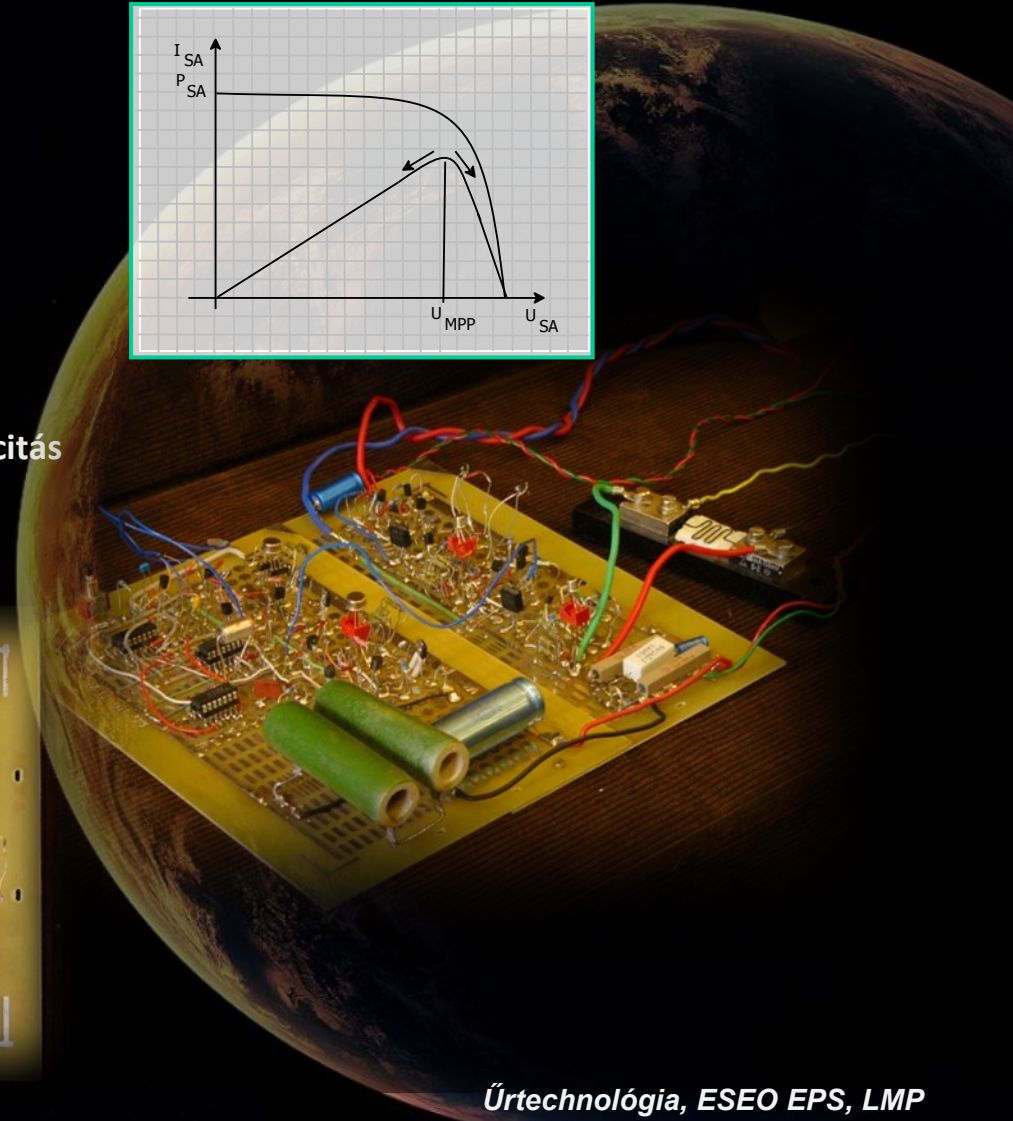 I SA
P SA
U MPP
U SA
citás
Űrtechnológia, ESEO EPS, LMP